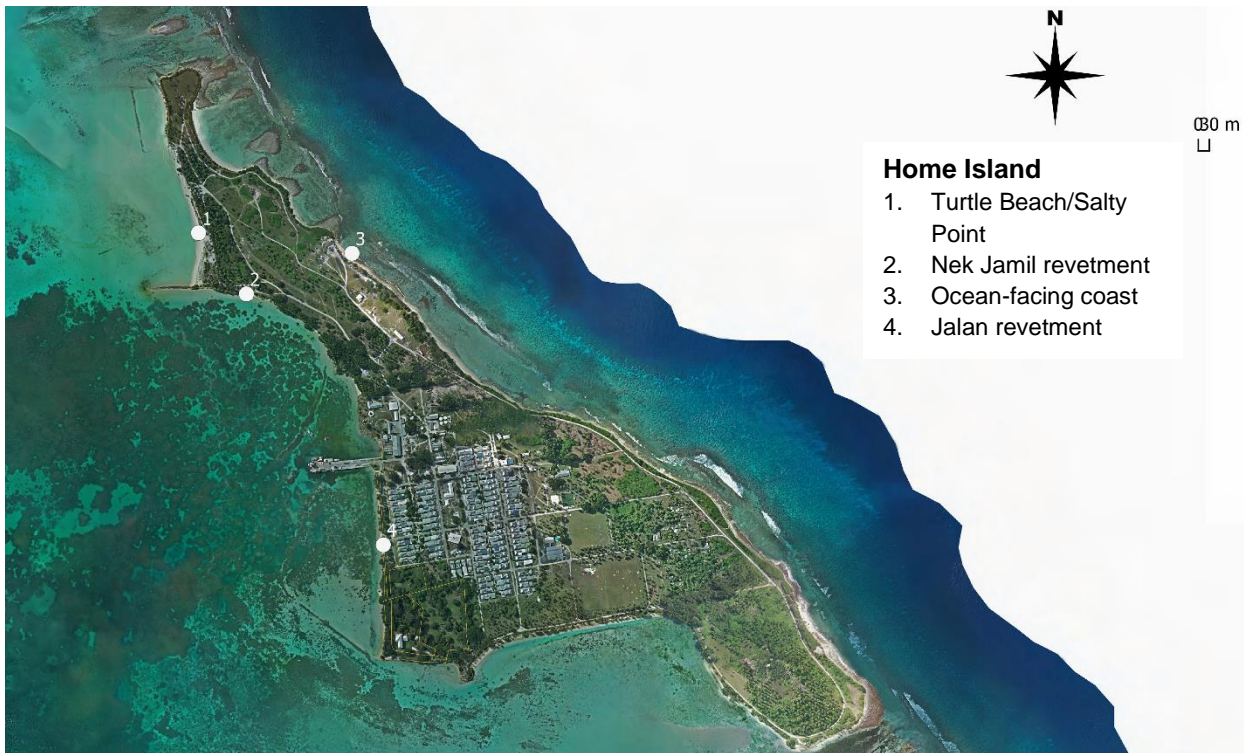 N
030 m
Home Island
1. Turtle Beach/Salty
Point
2. Nek Jamil revetment
3. Ocean-facing coast
4. Jalan revetment
1
3
2
4